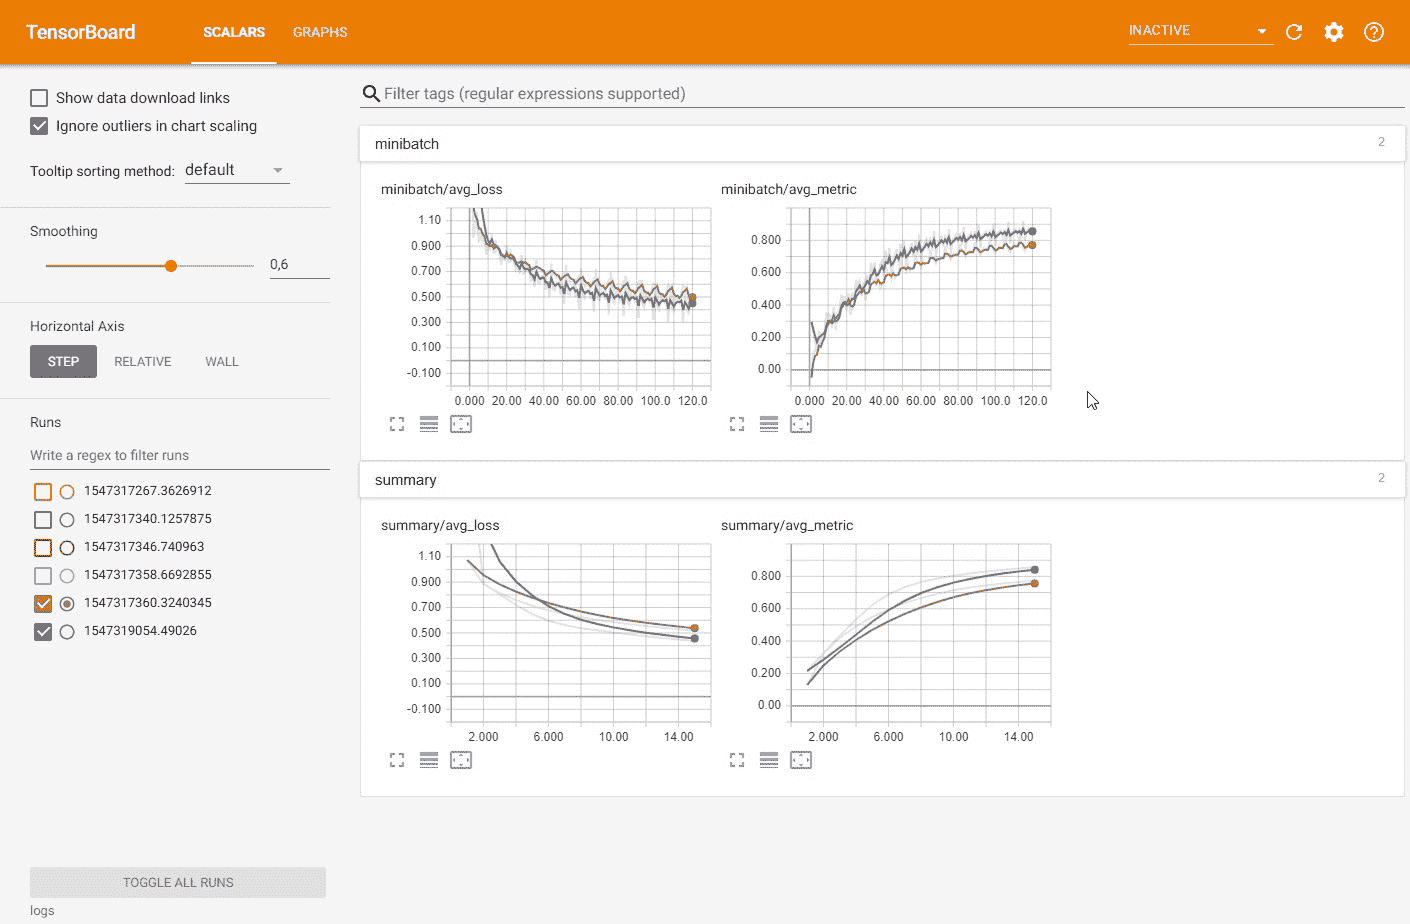 TensorBoard SCALARS GRAPHS INACTIVE
Show data download links
Ignore outliers in chart scaling
Tooltip sorting method: default
Smoothing
0,6
Horizontal Axis
STEP RELATIVE WALL
Runs
Write a regex to filter runs
1547317267.3626912
1547317340.1257875
1547317346.740963
1547317358.6692855
1547317360.3240345
1547319054.49026
TOGGLE ALL RUNS
logs
Filter tags (regular expressions supported)
minibatch 2
minibatch/avg_loss
1.10
0.900
0.700
0.500
0.300
0.100
-0.100
0.000 20.00 40.00 60.00 80.00 100.0 120.0
minibatch/avg_metric
0.800
0.600
0.400
0.200
0.00
0.000 20.00 40.00 60.00 80.00 100.0 120.0
summary 2
summary/avg_loss
1.10
0.900
0.700
0.500
0.300
0.100
-0.100
2.000 6.000 10.00 14.00
summary/avg_metric
0.800
0.600
0.400
0.200
0.00
2.000 6.000 10.00 14.00